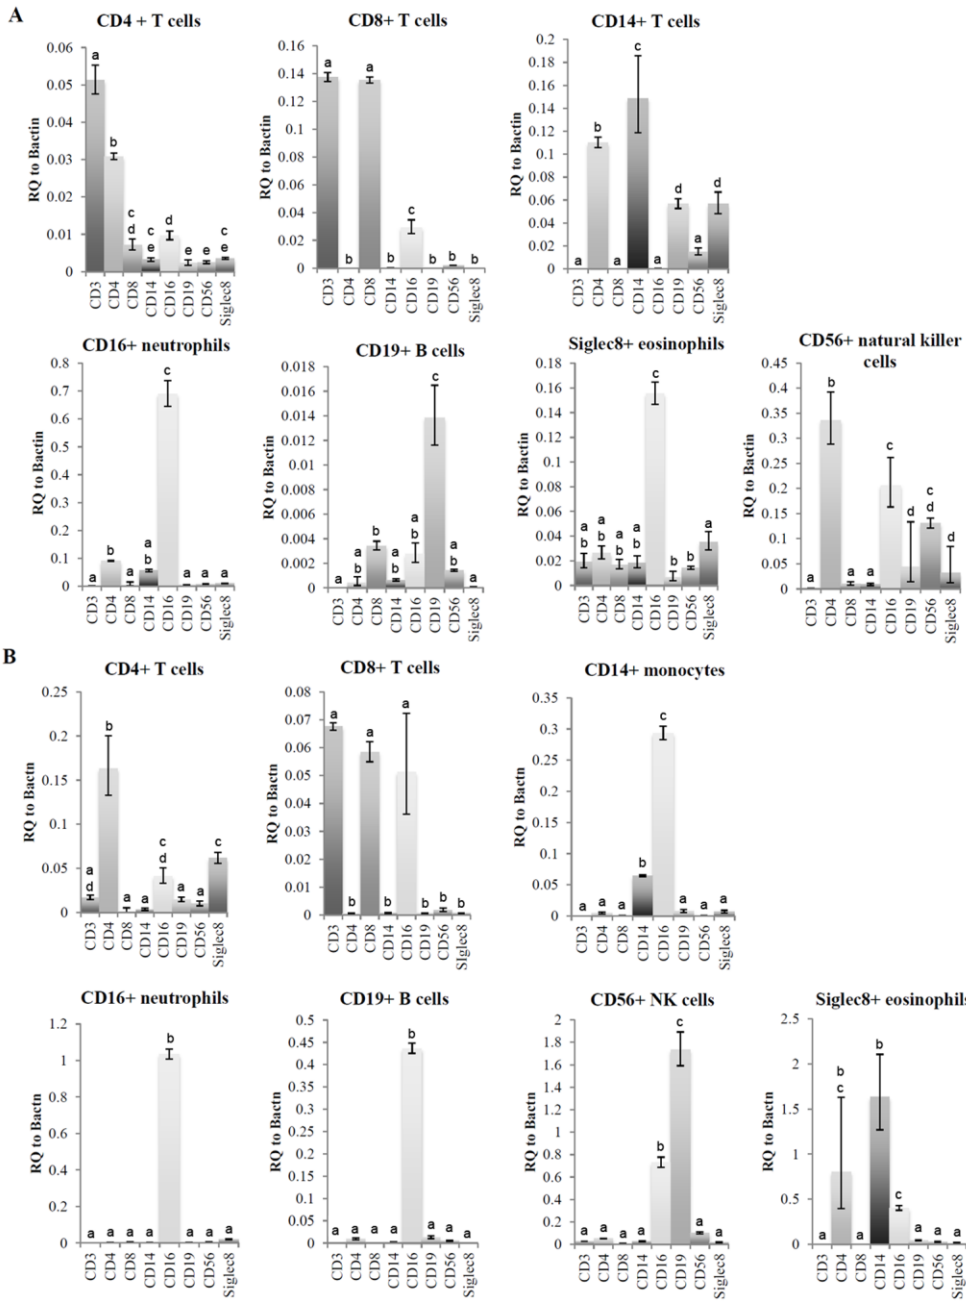 A
CD4 + T cells
RQ to Bactin
0.06
0.05
0.04
0.03
0.02
0.01
0
a
b
c
d
c
e
d
e
e
c
e
CD3
CD4
CD8
CD14
CD16
CD19
CD56
Siglec8
CD8+ T cells
RQ to Bactin
0.16
0.14
0.12
0.1
0.08
0.06
0.04
0.02
0
a
b
a
b
c
b
b
b
CD3
CD4
CD8
CD14
CD16
CD19
CD56
Siglec8
CD14+ T cells
RQ to Bactin
0.2
0.18
0.16
0.14
0.12
0.1
0.08
0.06
0.04
0.02
0
a
b
a
c
a
d
a
d
CD3
CD4
CD8
CD14
CD16
CD19
CD56
Siglec8
CD16+ neutrophils
RQ to Bactin
0.8
0.7
0.6
0.5
0.4
0.3
0.2
0.1
0
a
b
a
a
b
c
a
a
a
CD3
CD4
CD8
CD14
CD16
CD19
CD56
Siglec8
CD19+ B cells
RQ to Bactin
0.018
0.016
0.014
0.012
0.01
0.008
0.006
0.004
0.002
0.000
a
a
b
b
a
b
a
b
c
a
b
a
CD3
CD4
CD8
CD14
CD16
CD19
CD56
Siglec8
Siglec8+ eosinophils
RQ to Bactin
0.18
0.16
0.14
0.12
0.1
0.08
0.06
0.04
0.02
0
a
b
a
b
a
b
a
b
c
b
b
a
CD3
CD4
CD8
CD14
CD16
CD19
CD56
Siglec8
CD56+ natural killer
cells
RQ to Bactin
0.45
0.4
0.35
0.3
0.25
0.2
0.15
0.1
0.05
0
a
b
a
a
c
d
c
d
d
CD3
CD4
CD8
CD14
CD16
CD19
CD56
Siglec8
B
CD4+ T cells
RQ to Bactn
0.25
0.2
0.15
0.1
0.05
0
a
d
b
a
a
c
d
a
a
c
CD3
CD4
CD8
CD14
CD16
CD19
CD56
Siglec8
CD8+ T cells
RQ to Bactn
0.08
0.07
0.06
0.05
0.04
0.03
0.02
0.01
0
a
b
a
b
a
b
b
b
CD3
CD4
CD8
CD14
CD16
CD19
CD56
SIglec8
CD14+ monocytes
RQ to Bactn
0.35
0.3
0.25
0.2
0.15
0.1
0.05
0
a
a
a
b
c
a
a
a
CD3
CD4
CD8
CD14
CD16
CD19
CD56
Siglec8
CD16+ neutrophils
RQ to Bactn
1.2
1
0.8
0.6
0.4
0.2
0
a
a
a
a
b
a
a
a
CD3
CD4
CD8
CD14
CD16
CD19
CD56
Siglec8
CD19+ B cells
RQ to Bactn
0.5
0.45
0.4
0.35
0.3
0.25
0.2
0.15
0.1
0.05
0
a
a
a
a
b
a
a
a
CD3
CD4
CD8
CD14
CD16
CD19
CD56
Siglec8
CD56+ NK cells
RQ to Bactn
2
1.8
1.6
1.4
1.2
1
0.8
0.6
0.4
0.2
0
a
a
a
a
b
c
a
a
CD3
CD4
CD8
CD14
CD16
CD19
CD56
Siglec8
Siglec8+ eosinophils
RQ to Bactn
2.5
2
1.5
1
0.5
0
a
b
c
a
b
c
a
a
a
CD3
CD4
CD8
CD14
CD16
CD19
CD56
Siglec8